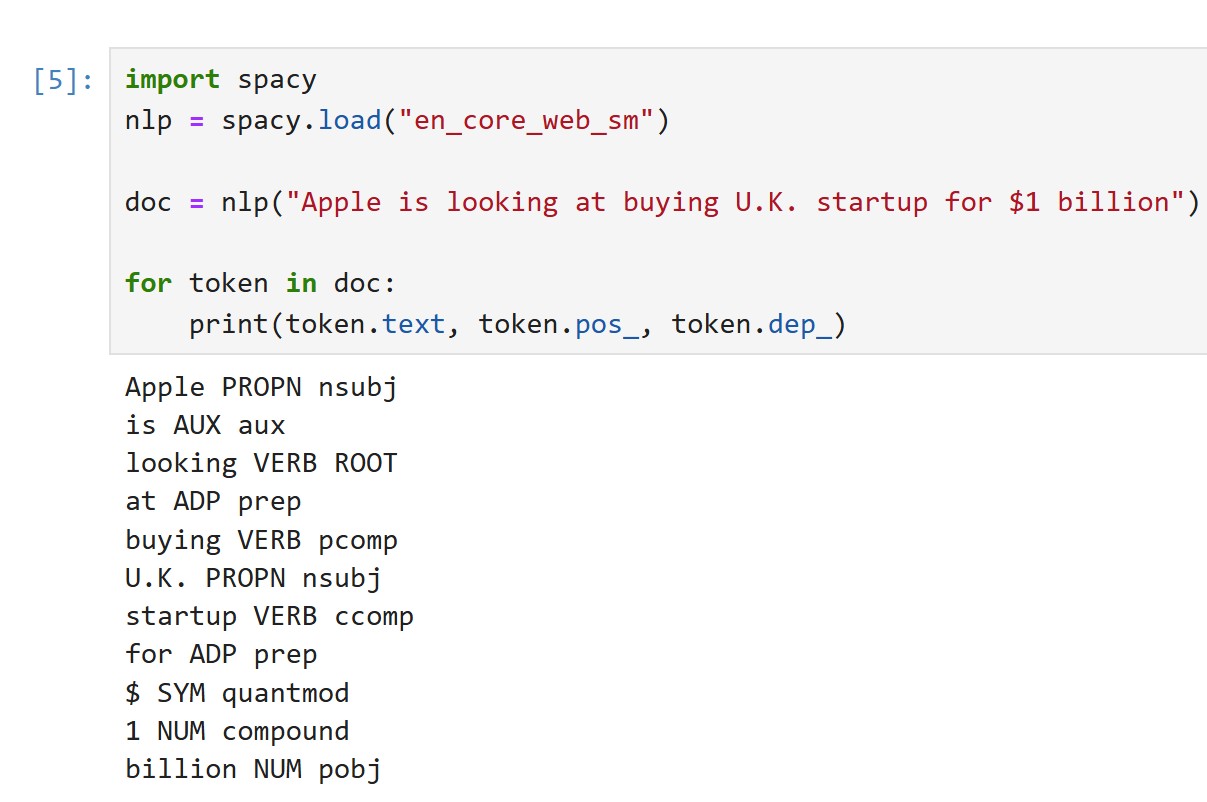 [5]: import spacy
nlp = spacy.load("en_core_web_sm")
doc = nlp("Apple is looking at buying U.K. startup for $1 billion")
for token in doc:
    print(token.text, token.pos_, token.dep_)
Apple PROPN nsubj
is AUX aux
looking VERB ROOT
at ADP prep
buying VERB pcomp
U.K. PROPN nsubj
startup VERB ccomp
for ADP prep
$ SYM quantmod
1 NUM compound
billion NUM pobj